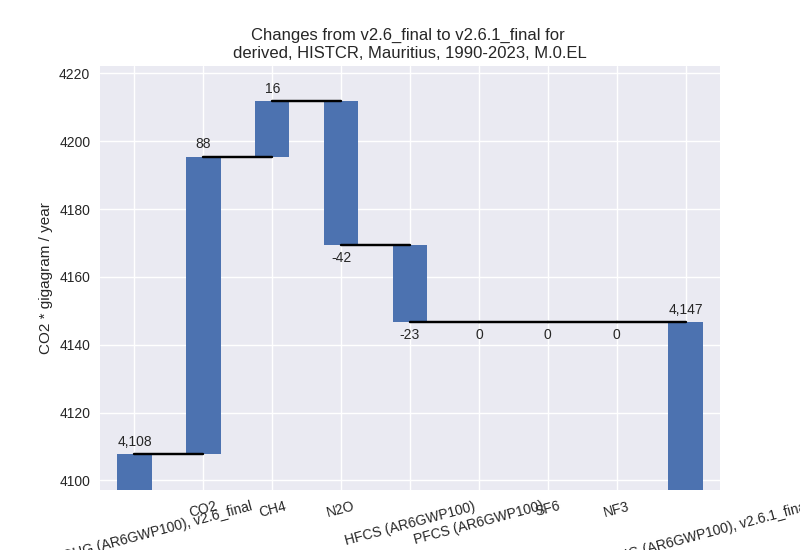 Changes from v2.6_final to v2.6.1_final for
derived, HISTCR, Mauritius, 1990-2023, M.0.EL
CO2 * gigagram / year
4220
4200
4180
4160
4140
4120
4100
4,108
88
16
-42
-23
0
0
0
4,147
(AR6GWP100), v2.6_final
CO2
CH4
N2O
HFCS (AR6GWP100)
PFCS (AR6GWP100)
SF6
NF3
(AR6GWP100), v2.6.1_final